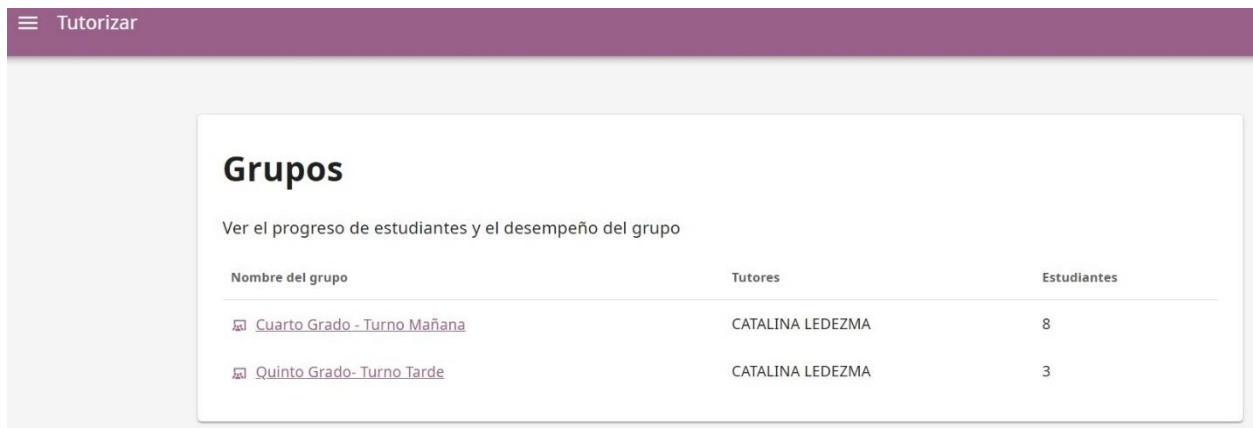 Tutorizar
Grupos
Ver el progreso de estudiantes y el desempeño del grupo
Nombre del grupo Tutores Estudiantes
Cuarto Grado - Turno Mañana CATALINA LEDEZMA 8
Quinto Grado- Turno Tarde CATALINA LEDEZMA 3